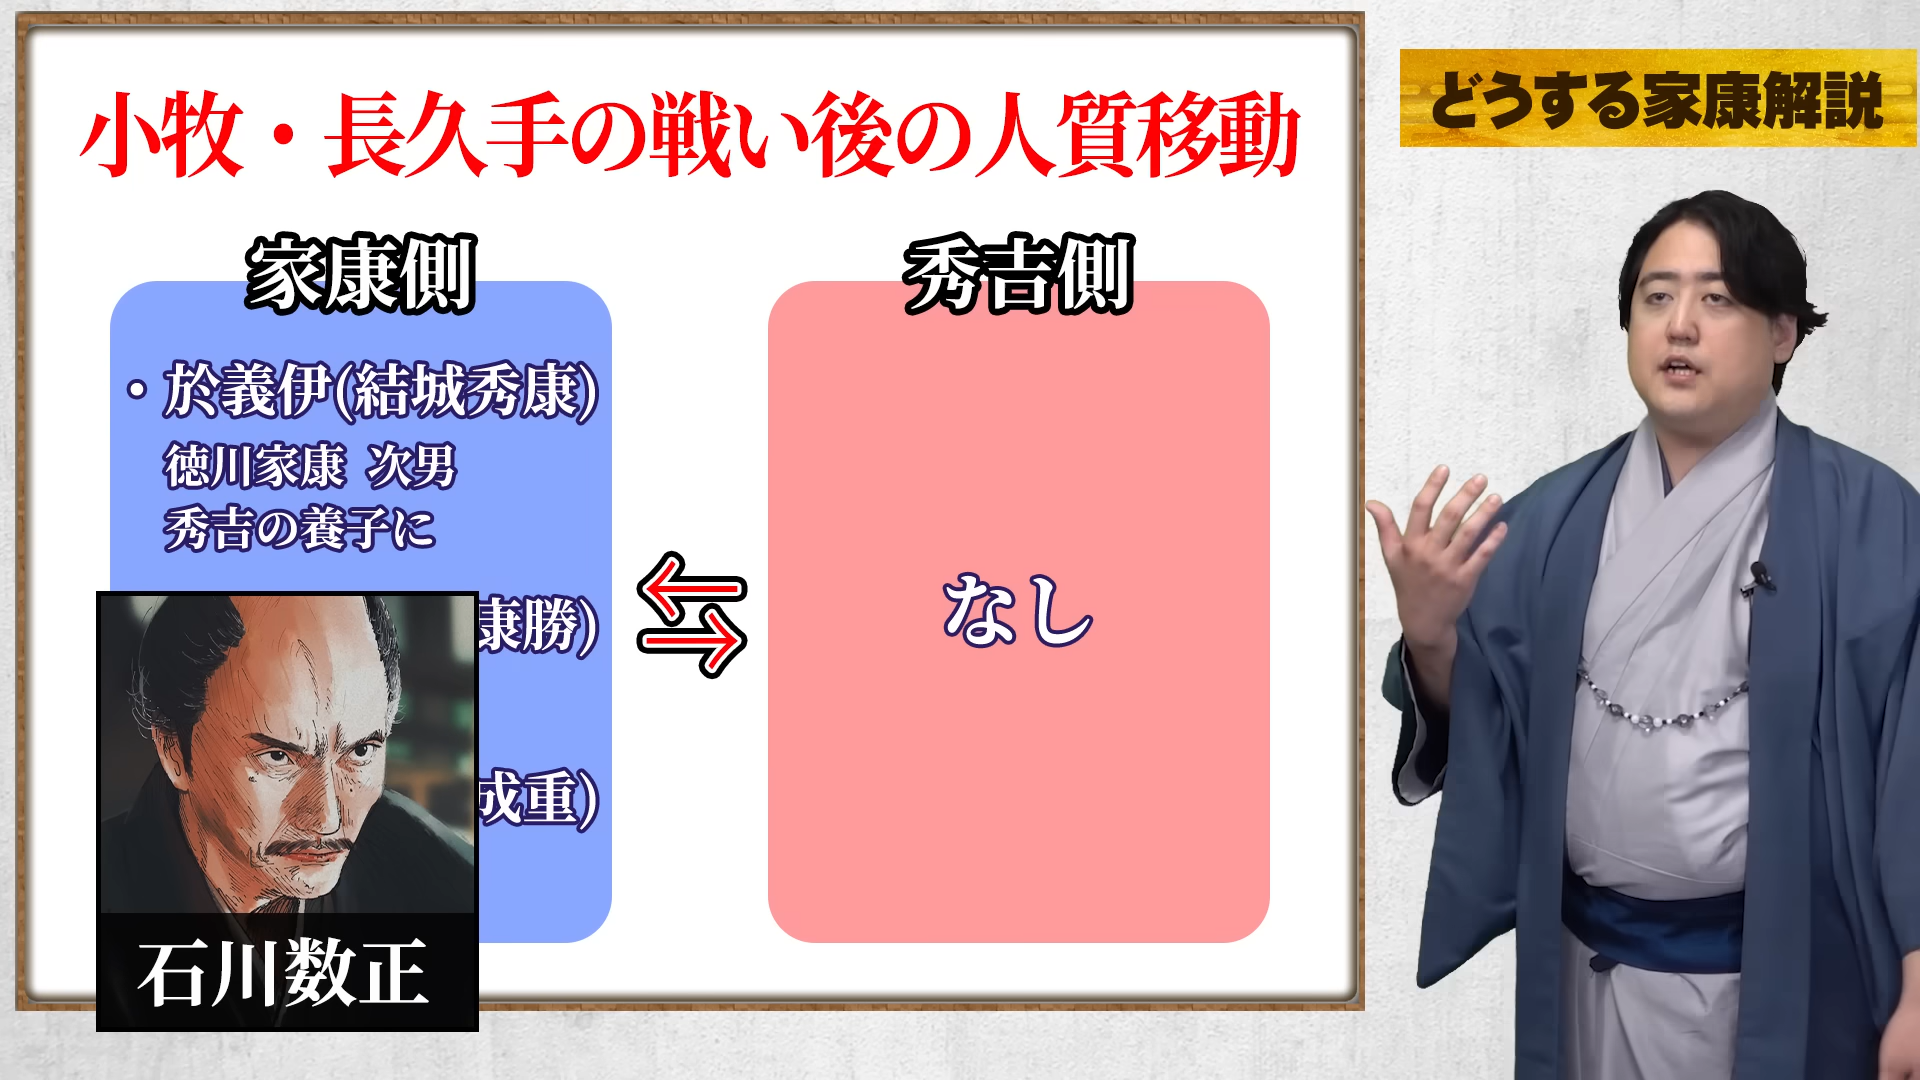 小牧・長久手の戦い後の人質移動
どうする家康解説
家康側
・於義伊(結城秀康)
徳川家康 次男
秀吉の養子に
康勝)
成重)
石川数正
秀吉側
なし